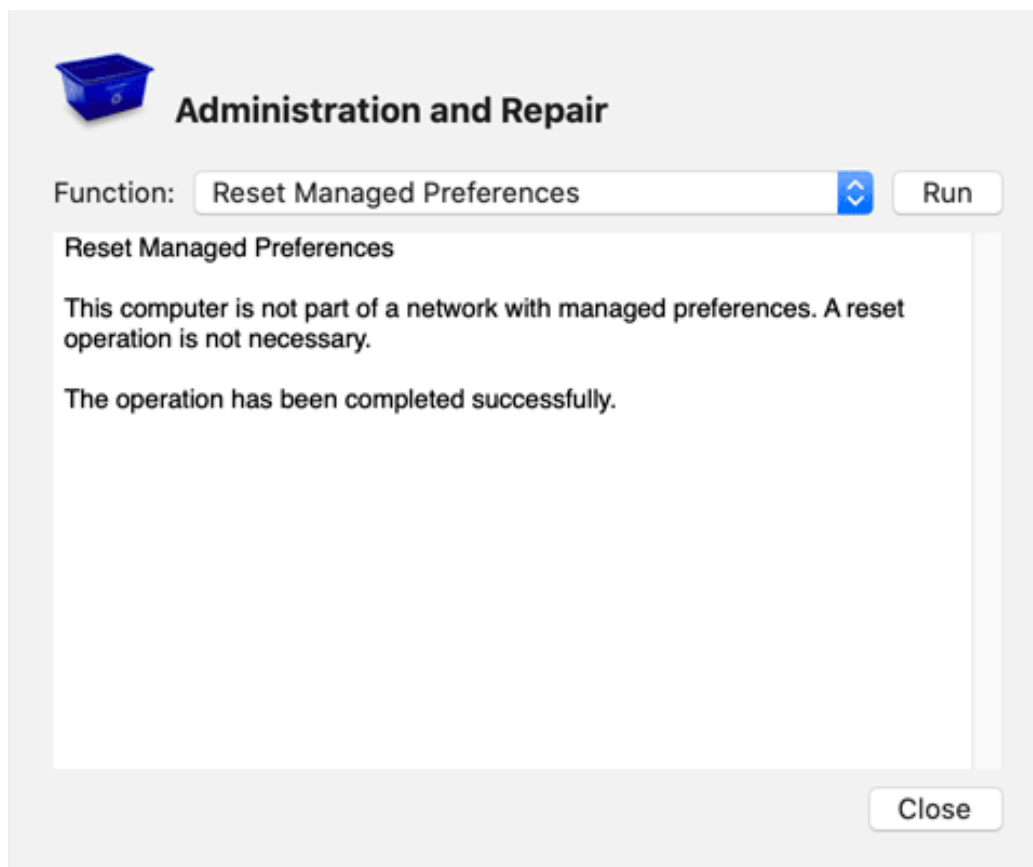 Administration and Repair
Function: Reset Managed Preferences Run
Reset Managed Preferences
This computer is not part of a network with managed preferences. A reset
operation is not necessary.
The operation has been completed successfully.
Close